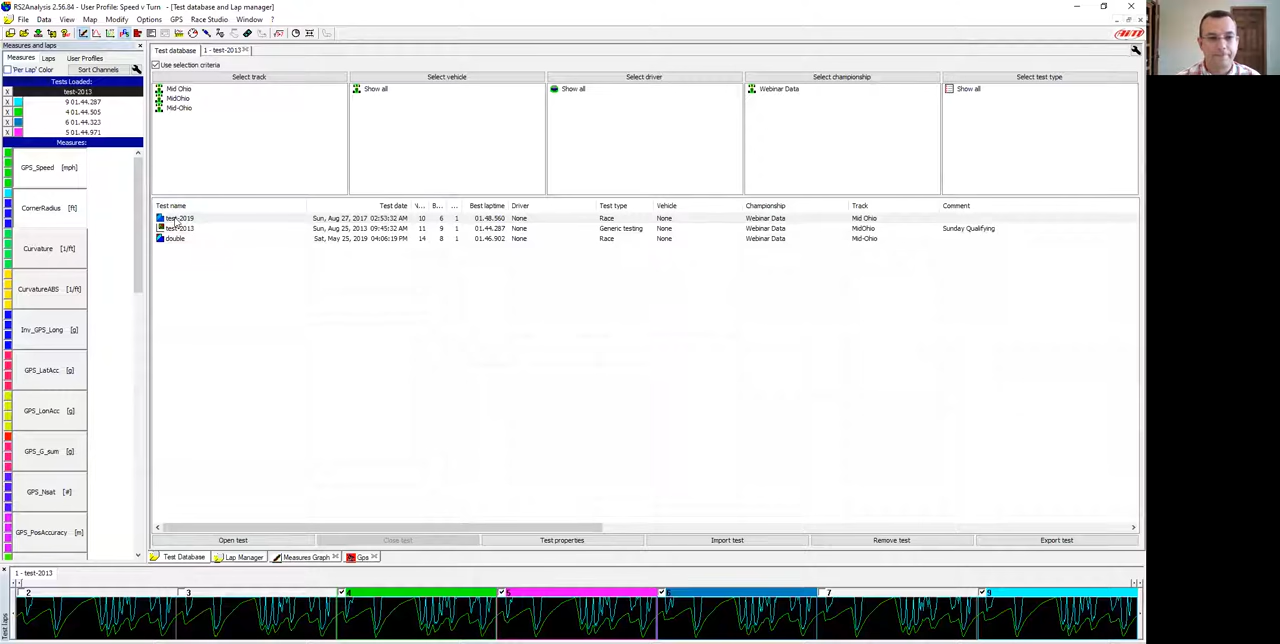 RS2Analysis 2.56.84 - User Profile: Speed v Turn - [Test database and Lap manager]
File Data View Map Modify Options GPS Race Studio Window ?
Measures and laps
Measures Laps User Profiles
'Per Lap' Color Sort Channels
Tests Loaded:
test-2013
9 01.44.287
4 01.44.505
6 01.44.323
5 01.44.971
Measures:
GPS_Speed [mph]
CornerRadius [ft]
Curvature [1/ft]
CurvatureABS [1/ft]
Inv_GPS_Long [g]
GPS_LatAcc [g]
GPS_LonAcc [g]
GPS_G_sum [g]
GPS_Nsat [#]
GPS_PosAccuracy [m]
Test database 1 - test-2013
Use selection criteria
Select track Select vehicle Select driver Select championship Select test type
Mid Ohio Show all Show all Webinar Data Show all
MidOhio
Mid-Ohio
Test name Test date N... B... ... Best laptime Driver Test type Vehicle Championship Track Comment
test-2019 Sun, Aug 27, 2017 02:53:32 AM 10 6 1 01.48.560 None Race None Webinar Data Mid Ohio
test-2013 Sun, Aug 25, 2013 09:45:32 AM 11 9 1 01.44.287 None Generic testing None Webinar Data MidOhio Sunday Qualifying
double Sat, May 25, 2019 04:06:19 PM 14 8 1 01.46.902 None Race None Webinar Data Mid-Ohio
Open test Close test Test properties Import test Remove test Export test
Test Database Lap Manager Measures Graph Gps
1 - test-2013
2 3 4 5 6 7 9
Test laps